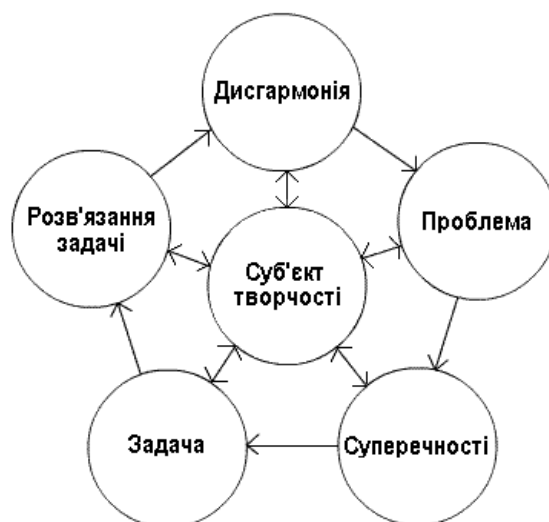 Дисгармонія
Розв'язання
задачі
Проблема
Суб'єкт
творчості
Задача
Суперечності